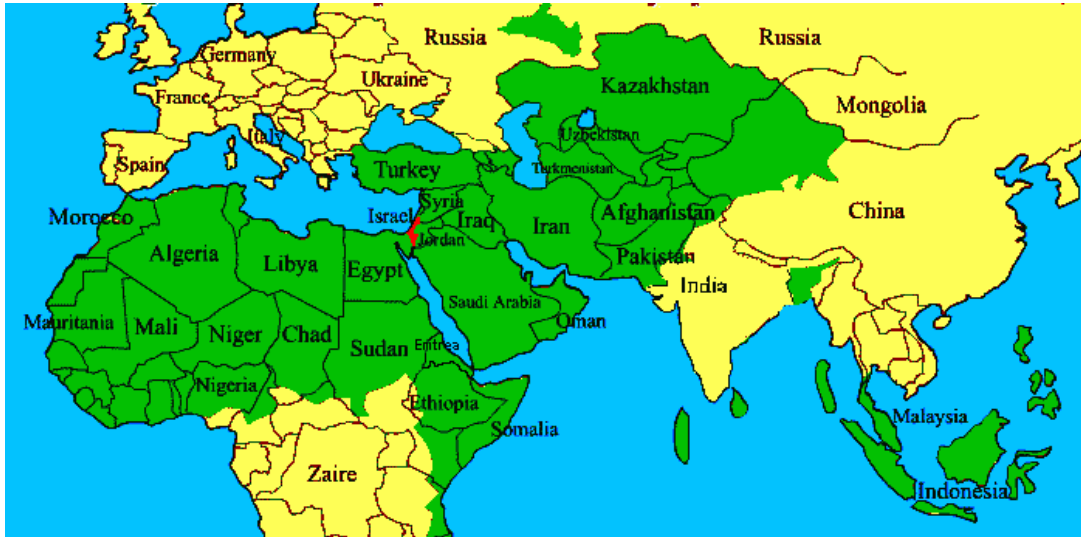 Russia
Russia
Germany
Ukraine
Kazakhstan
France
Mongolia
Italy
Uzbekistan
Spain
Turkey
Turkmenistan
Syria
Morocco
Israel
Iraq
Afghanistan
China
Jordan
Iran
Algeria
Libya
Egypt
Pakistan
India
Saudi Arabia
Mauritania
Mali
Niger
Chad
Oman
Sudan
Eritrea
Nigeria
Ethiopia
Malaysia
Somalia
Zaire
Indonesia